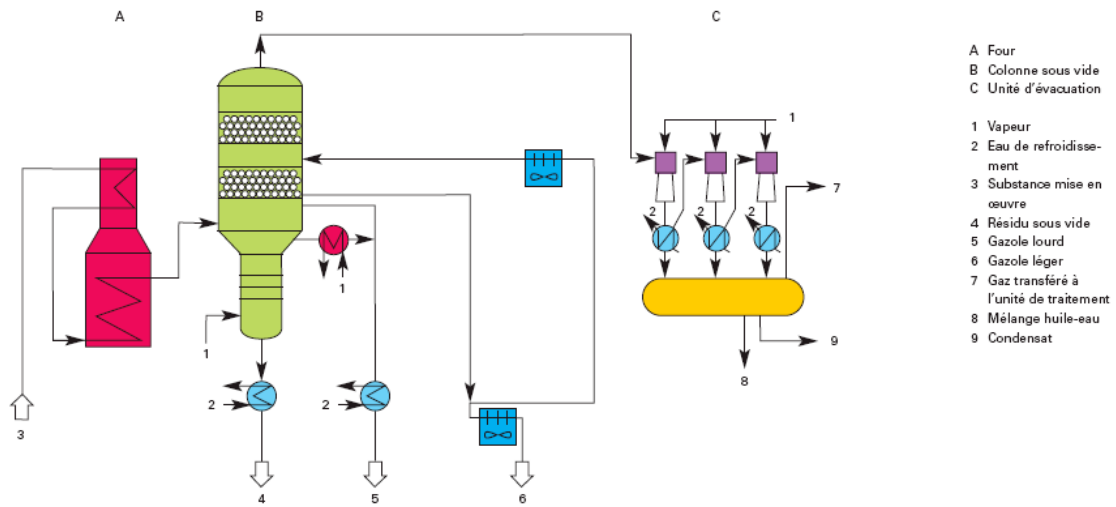 A
B
C
1
2
2
2
7
1
1
2
2
9
8
3
4
5
6
A Four
B Colonne sous vide
C Unité d'évacuation
1 Vapeur
2 Eau de refroidisse-
ment
3 Substance mise en
œuvre
4 Résidu sous vide
5 Gazole lourd
6 Gazole léger
7 Gaz transféré à
l'unité de traitement
8 Mélange huile-eau
9 Condensat